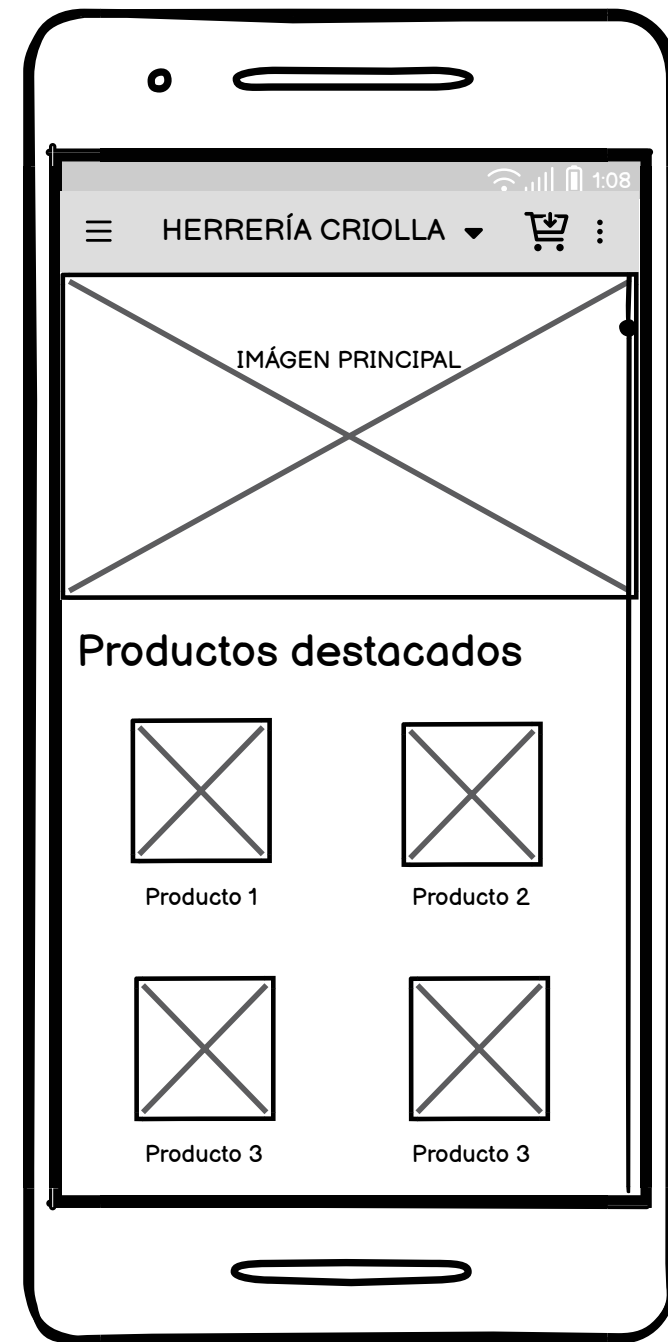 1:08
HERRERÍA CRIOLLA
IMÁGEN PRINCIPAL
Productos destacados
Producto 1
Producto 2
Producto 3
Producto 3